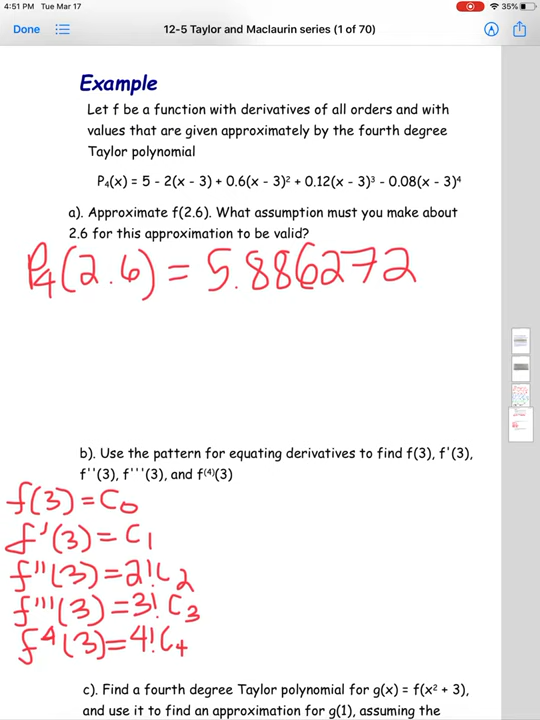 4:51 PM Tue Mar 17 35%
Done 12-5 Taylor and Maclaurin series (1 of 70)
Example
Let f be a function with derivatives of all orders and with
values that are given approximately by the fourth degree
Taylor polynomial
P₄(x) = 5 - 2(x - 3) + 0.6(x - 3)² + 0.12(x - 3)³ - 0.08(x - 3)⁴
a). Approximate f(2.6). What assumption must you make about
2.6 for this approximation to be valid?
P₄(2.6) = 5.886272
b). Use the pattern for equating derivatives to find f(3), f'(3),
f''(3), f'''(3), and f⁽⁴⁾(3)
f(3) = C₀
f'(3) = C₁
f''(3) = 2!C₂
f'''(3) = 3! C₃
f⁴(3) = 4!C₄
c). Find a fourth degree Taylor polynomial for g(x) = f(x² + 3),
and use it to find an approximation for g(1), assuming the